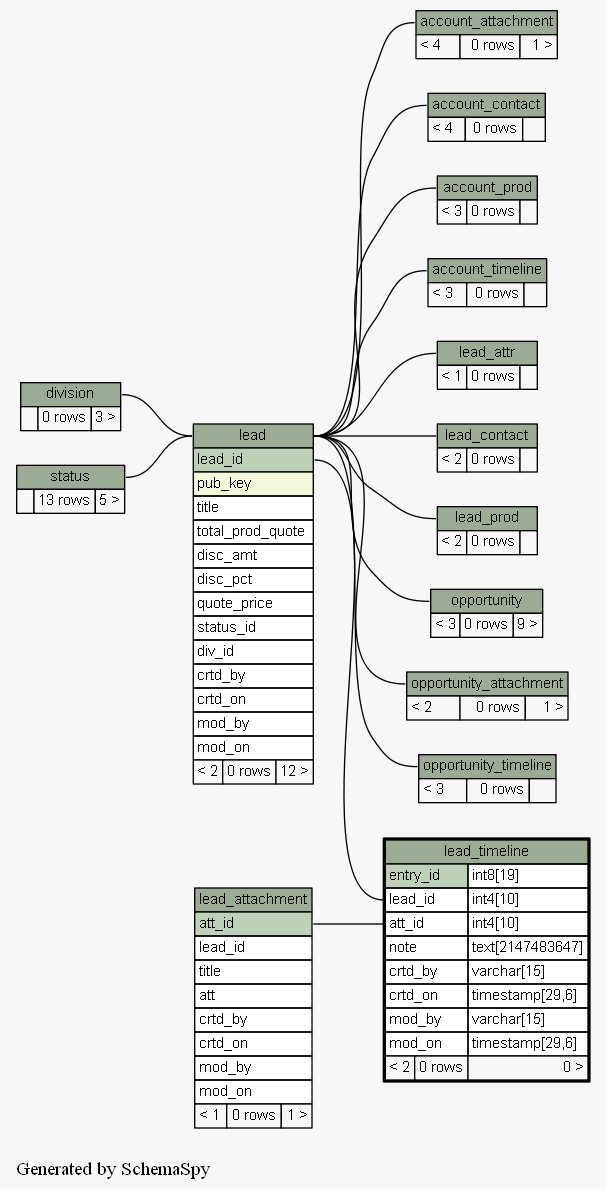 account_attachment
< 4 0 rows 1 >
account_contact
< 4 0 rows
account_prod
< 3 0 rows
account_timeline
< 3 0 rows
lead_attr
< 1 0 rows
division
0 rows 3 >
lead_contact
< 2 0 rows
status
13 rows 5 >
lead
lead_id
pub_key
title
total_prod_quote
disc_amt
disc_pct
quote_price
status_id
div_id
crtd_by
crtd_on
mod_by
mod_on
< 2 0 rows 12 >
lead_prod
< 2 0 rows
opportunity
< 3 0 rows 9 >
opportunity_attachment
< 2 0 rows 1 >
opportunity_timeline
< 3 0 rows
lead_timeline
entry_id int8[19]
lead_id int4[10]
att_id int4[10]
note text[2147483647]
crtd_by varchar[15]
crtd_on timestamp[29,6]
mod_by varchar[15]
mod_on timestamp[29,6]
< 2 0 rows 0 >
lead_attachment
att_id
lead_id
title
att
crtd_by
crtd_on
mod_by
mod_on
< 1 0 rows 1 >
Generated by SchemaSpy